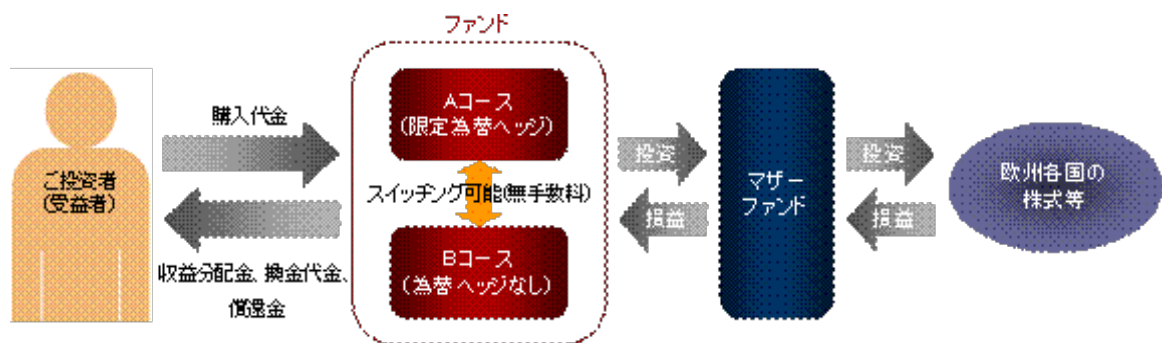 ファンド
購入代金
ご投資者
(受益者)
収益分配金、換金代金、
償還金
Aコース
(限定為替ヘッジ)
スイッチング可能(無手数料)
Bコース
(為替ヘッジなし)
投資
損益
マザー
ファンド
投資
損益
欧州各国の
株式等